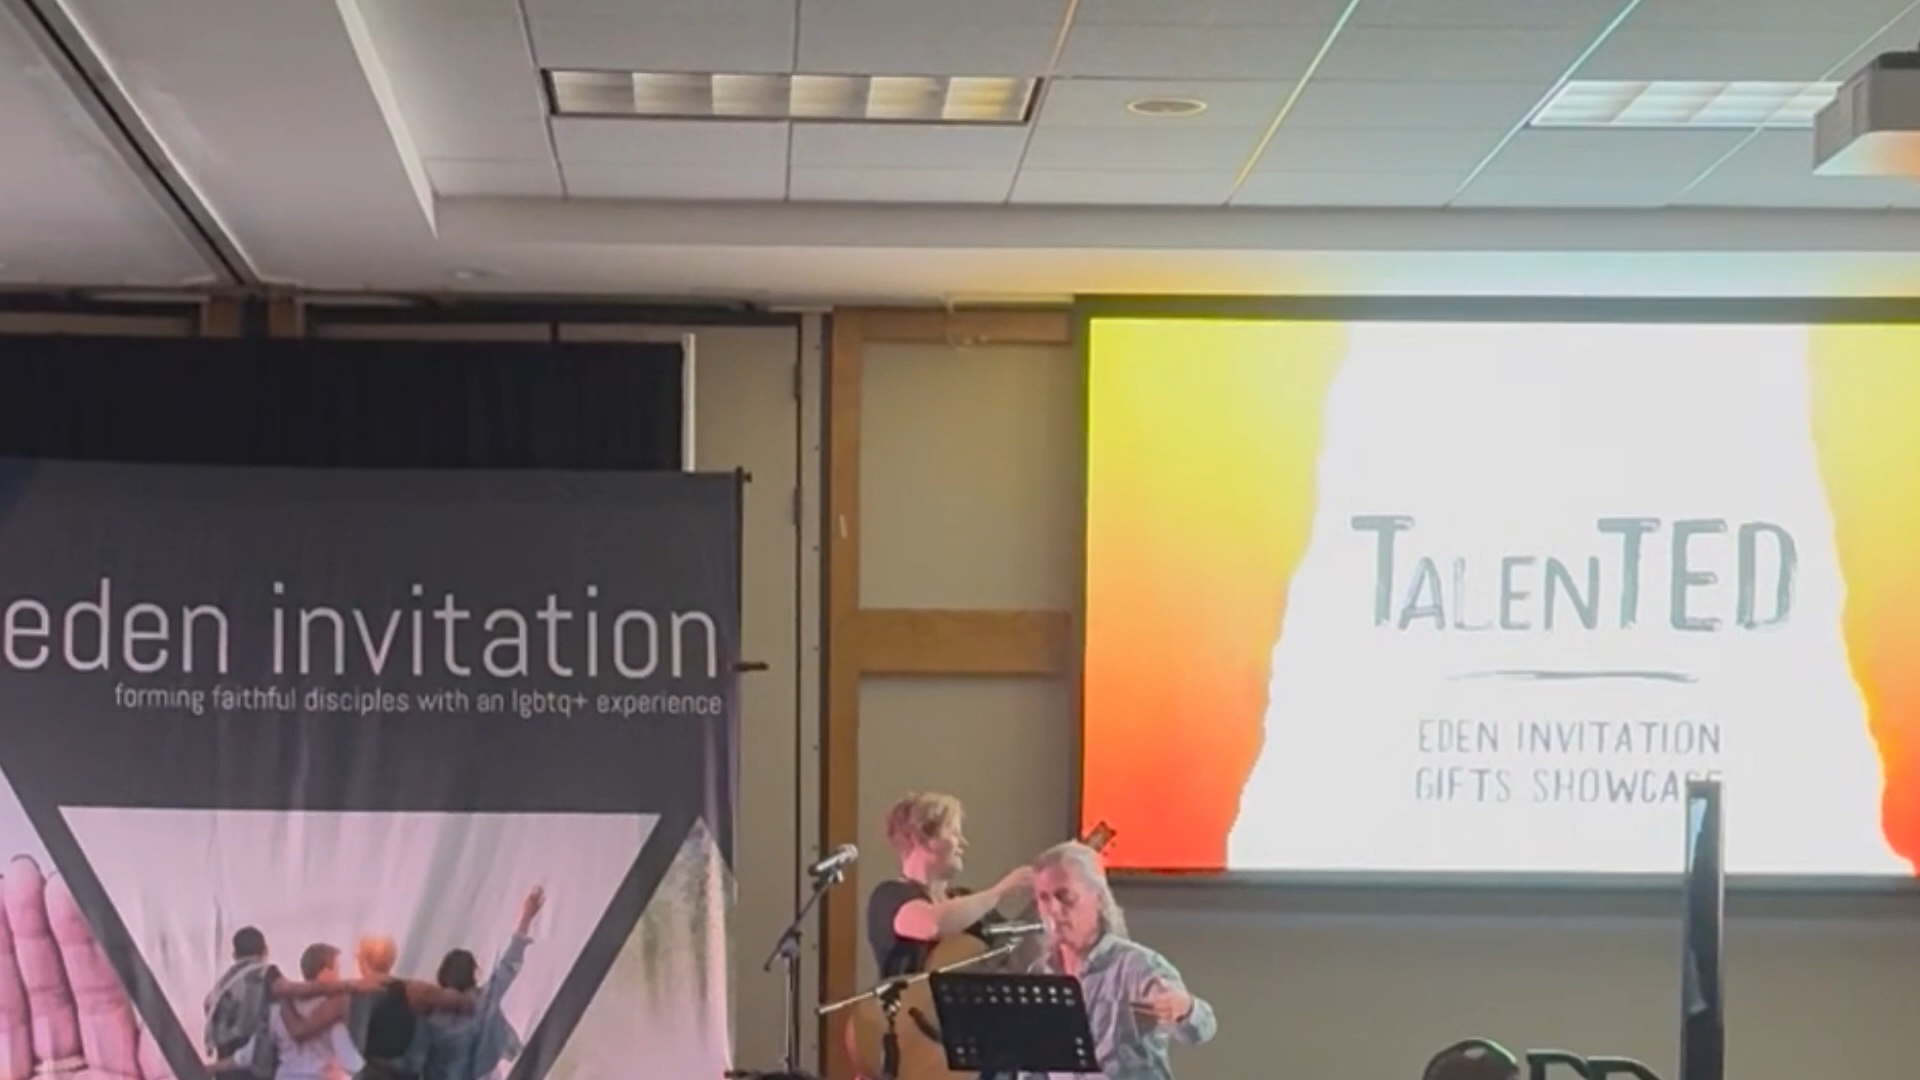 eden invitation
forming faithful disciples with an lgbtq+ experience
TALENTED
EDEN INVITATION
GIFTS SHOWCASE